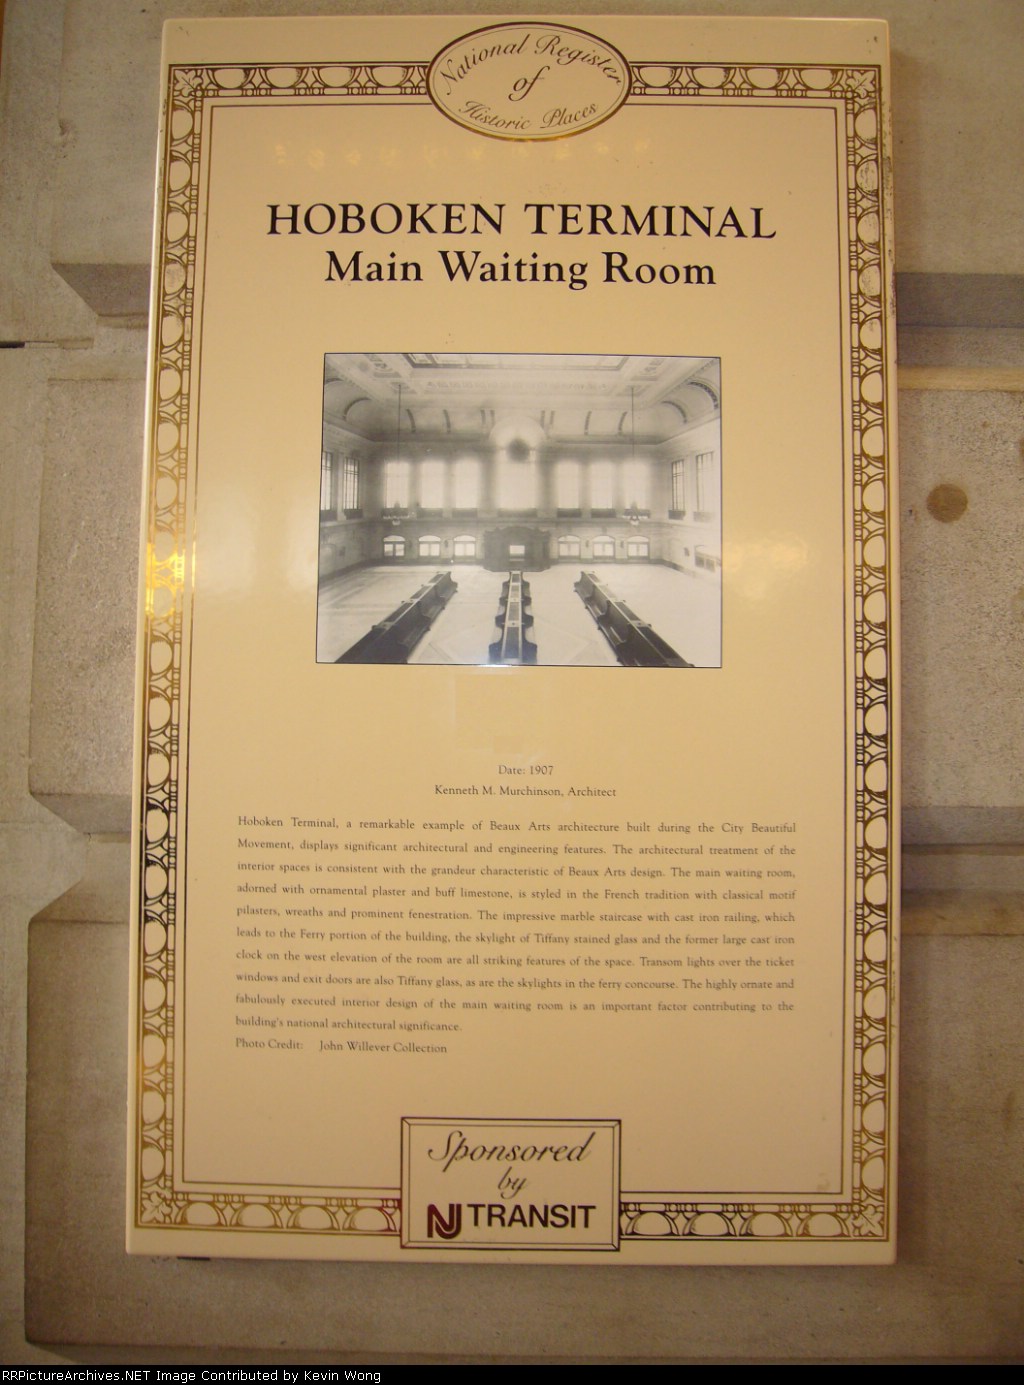 National Register
of
Historic Places
HOBOKEN TERMINAL
Main Waiting Room
Date: 1907
Kenneth M. Murchinson, Architect
Hoboken Terminal, a remarkable example of Beaux Arts architecture built during the City Beautiful
Movement, displays significant architectural and engineering features. The architectural treatment of the
interior spaces is consistent with the grandeur characteristic of Beaux Arts design. The main waiting room,
adorned with ornamental plaster and buff limestone, is styled in the French tradition with classical motif
pilasters, wreaths and prominent fenestration. The impressive marble staircase with cast iron railing, which
leads to the Ferry portion of the building, the skylight of Tiffany stained glass and the former large cast iron
clock on the west elevation of the room are all striking features of the space. Transom lights over the ticket
windows and exit doors are also Tiffany glass, as are the skylights in the ferry concourse. The highly ornate and
fabulously executed interior design of the main waiting room is an important factor contributing to the
building's national architectural significance.
Photo Credit: John Willever Collection
Sponsored
by
NJ TRANSIT
RRPictureArchives.NET Image Contributed by Kevin Wong